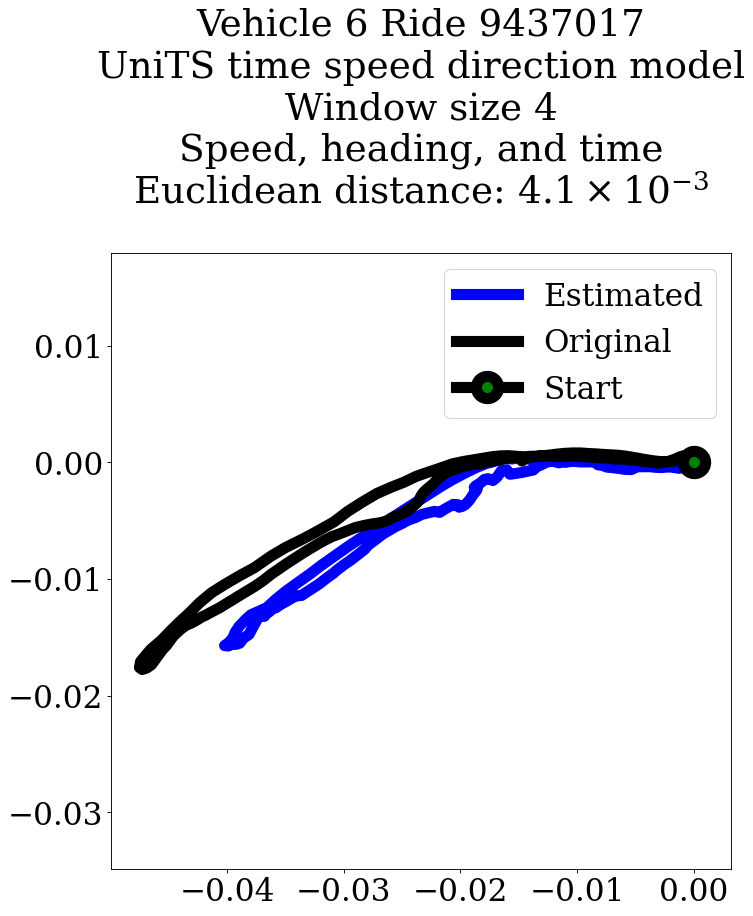 Vehicle 6 Ride 9437017
UniTS time speed direction model
Window size 4
Speed, heading, and time
Euclidean distance: 4.1 × 10⁻³
Estimated
Original
Start
0.01
0.00
−0.01
−0.02
−0.03
−0.04 −0.03 −0.02 −0.01 0.00